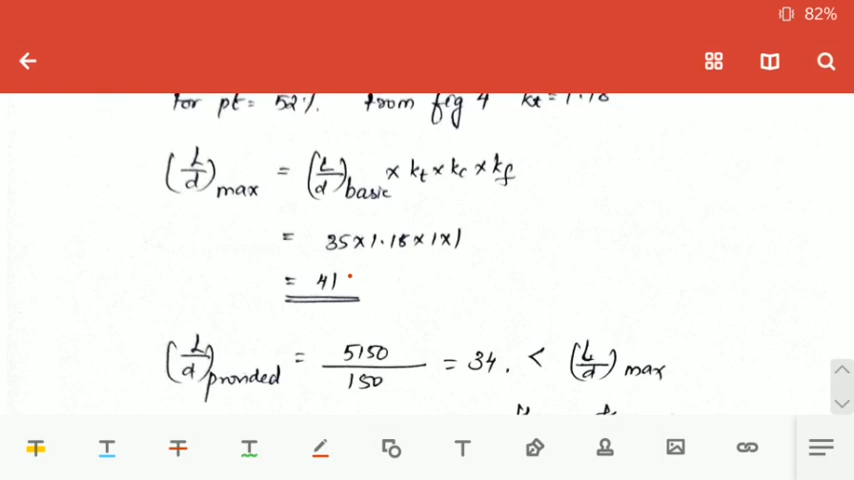 82%
for pt = 52%. from fig 4 kt = 1.18
(L/d)max = (L/d)basic × kt × kc × kf
= 35 × 1.18 × 1 × 1
= 41
(L/d)provided = 5150/150 = 34. < (L/d)max